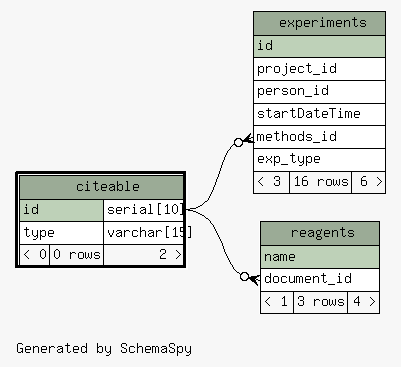 experiments
id
project_id
person_id
startDateTime
methods_id
exp_type
< 3 16 rows 6 >
citeable
id serial[10]
type varchar[15]
< 0 0 rows 2 >
reagents
name
document_id
< 1 3 rows 4 >
Generated by SchemaSpy